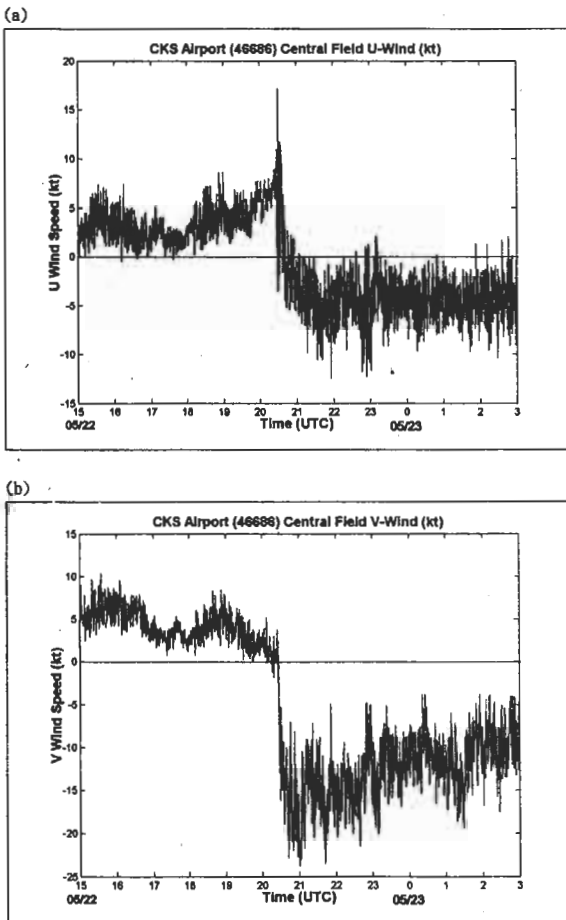 (a)
CKS Airport (46686) Central Field U-Wind (kt)
20
15
10
5
0
-5
-10
-15
U Wind Speed (kt)
15 16 17 18 19 20 21 22 23 0 1 2 3
05/22 Time (UTC) 05/23
(b)
CKS Airport (46686) Central Field V-Wind (kt)
15
10
5
0
-5
-10
-15
-20
-25
V Wind Speed (kt)
15 16 17 18 19 20 21 22 23 0 1 2 3
05/22 Time (UTC) 05/23